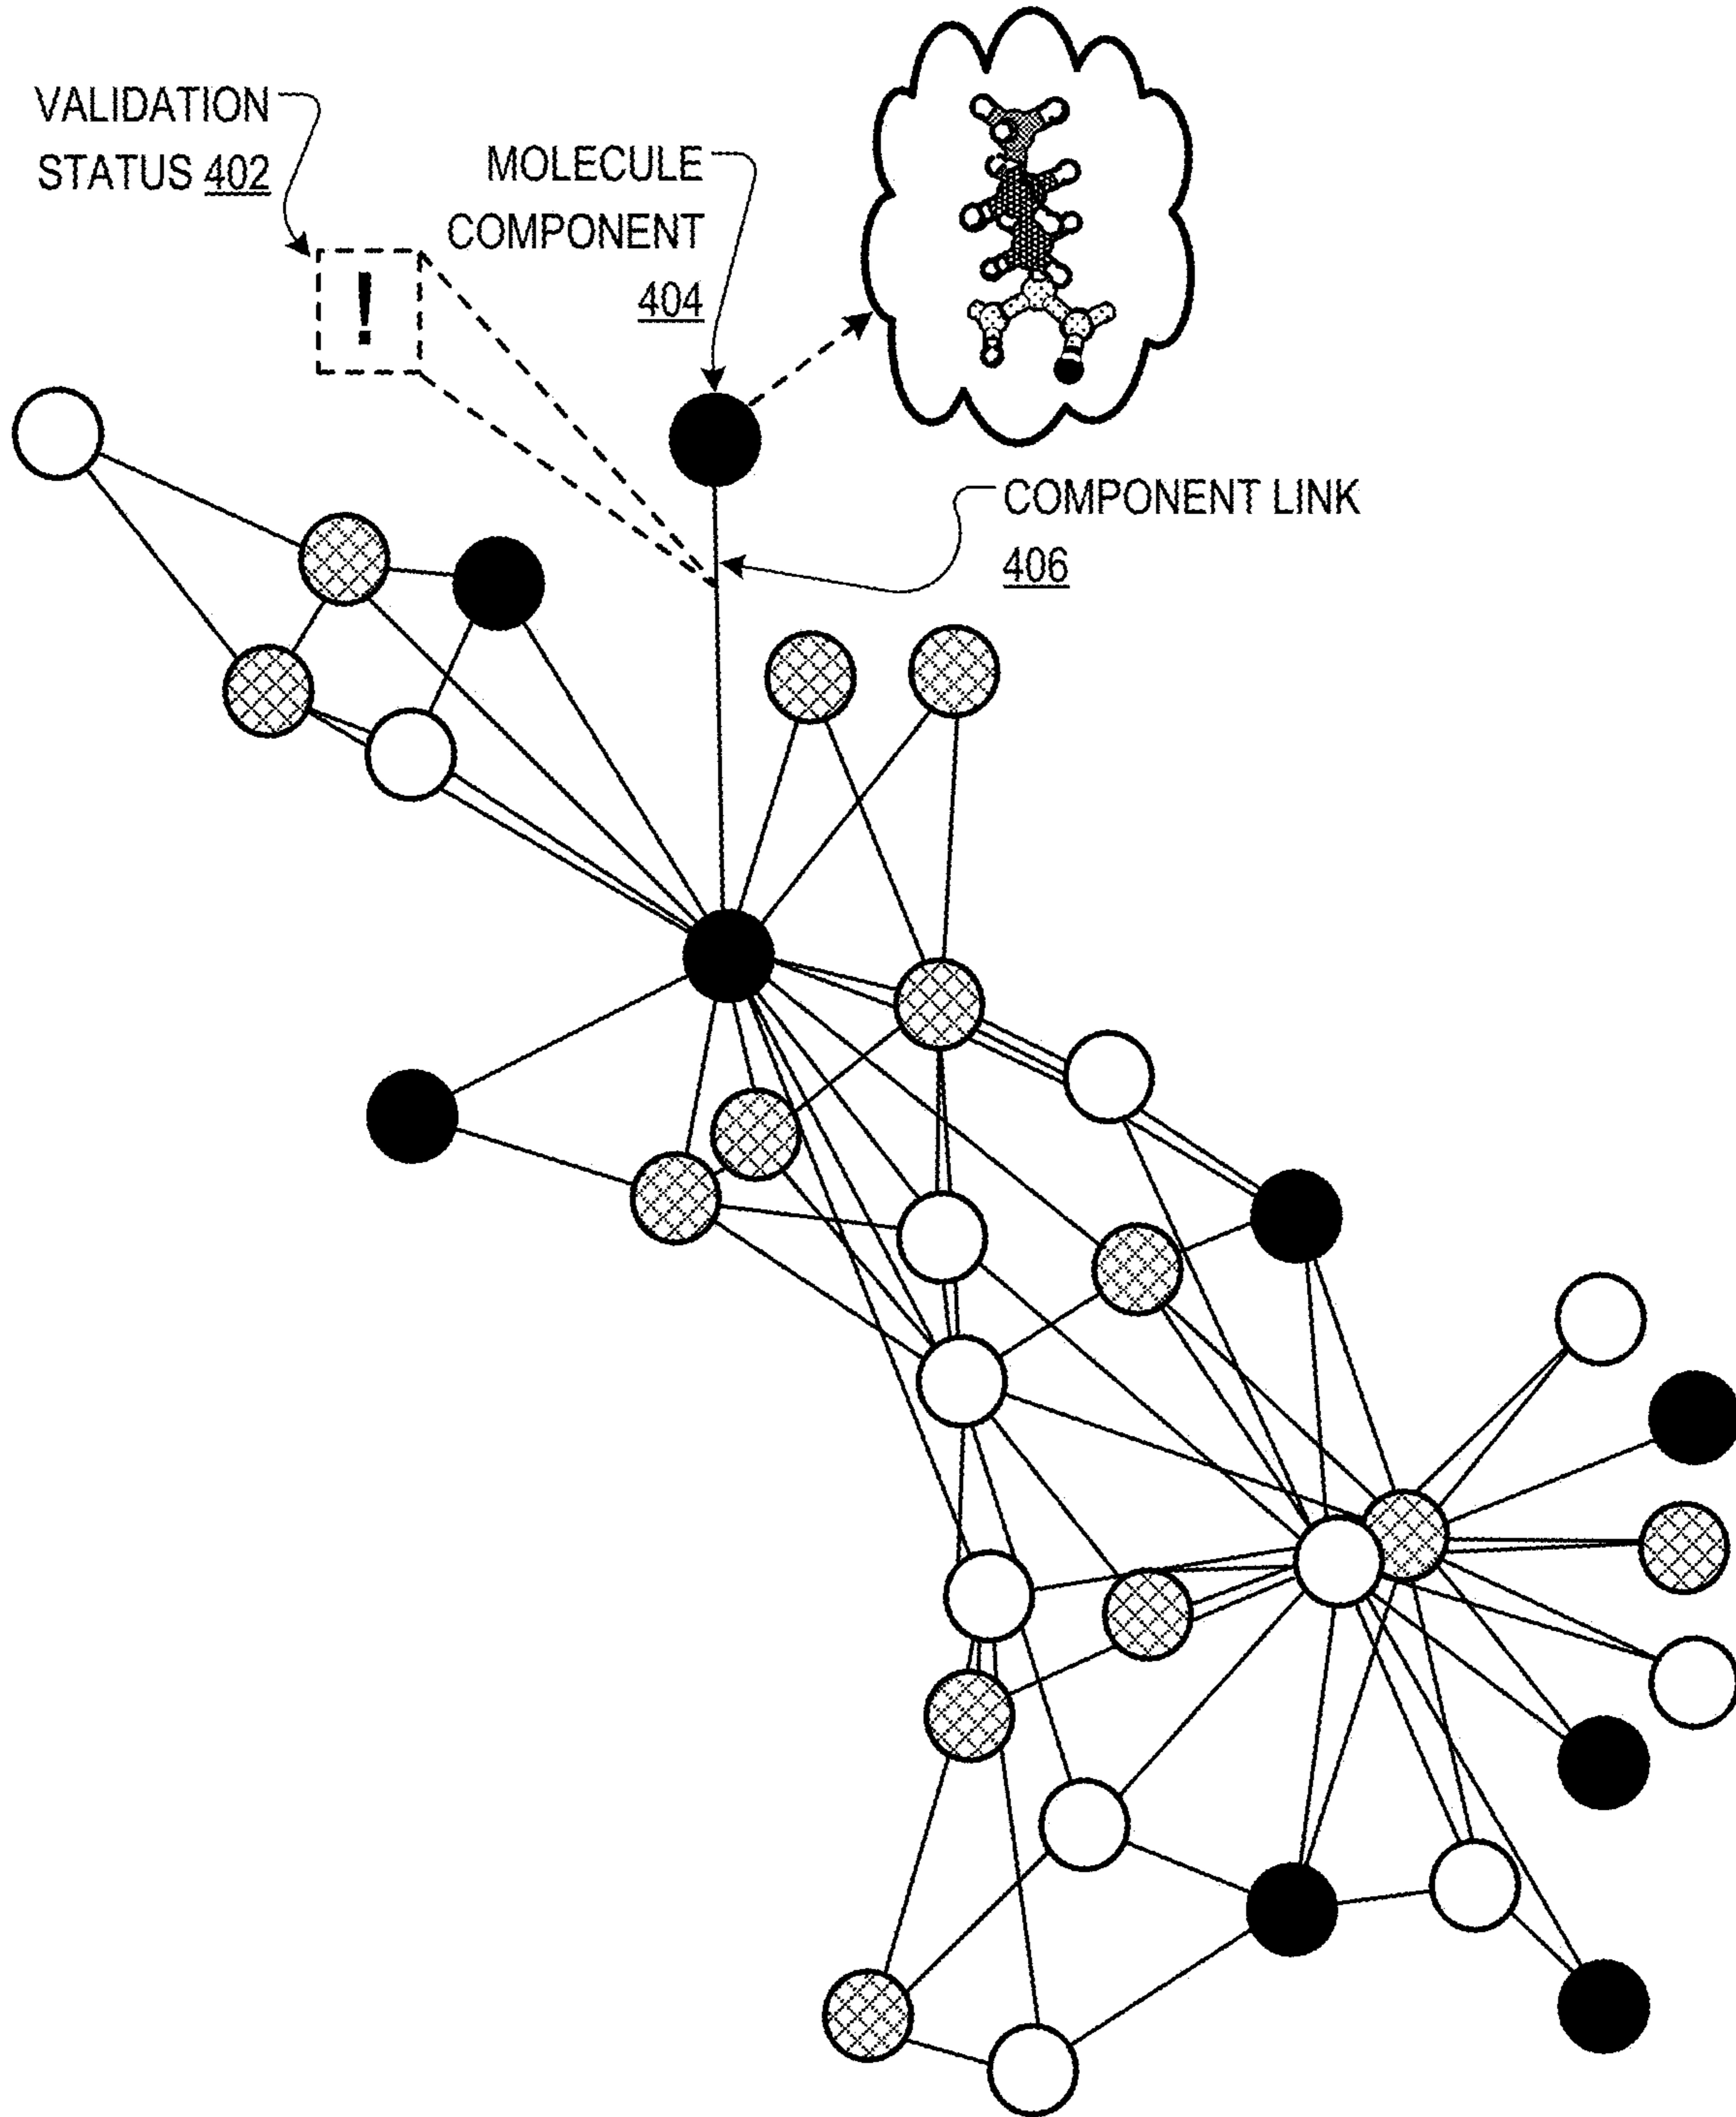 VALIDATION
STATUS 402
!
MOLECULE
COMPONENT
404
COMPONENT LINK
406